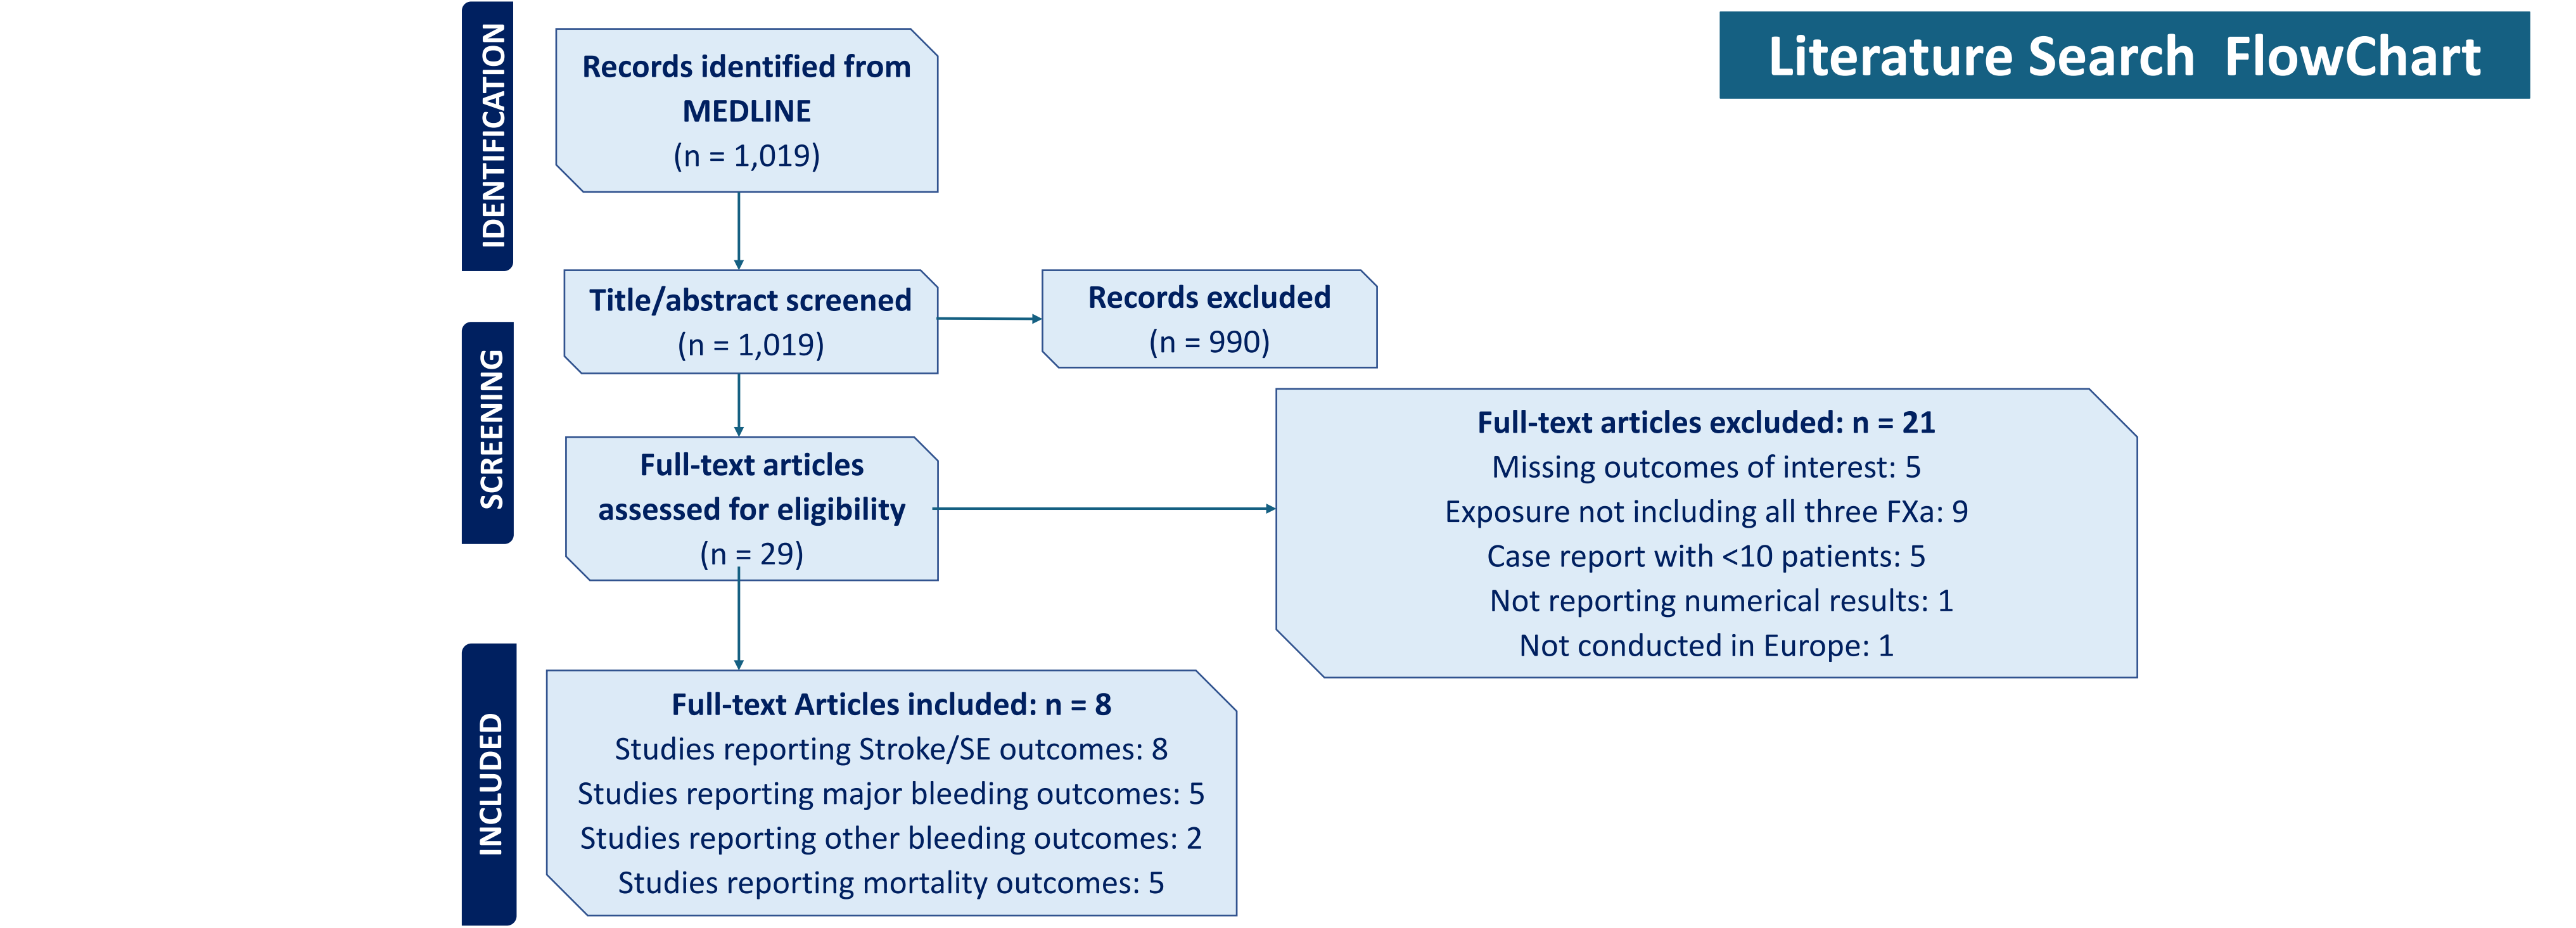 Literature Search  FlowChart
IDENTIFICATION
Records identified from
MEDLINE
(n = 1,019)
SCREENING
Title/abstract screened
(n = 1,019)
Records excluded
(n = 990)
Full-text articles
assessed for eligibility
(n = 29)
Full-text articles excluded: n = 21
Missing outcomes of interest: 5
Exposure not including all three FXa: 9
Case report with <10 patients: 5
Not reporting numerical results: 1
Not conducted in Europe: 1
INCLUDED
Full-text Articles included: n = 8
Studies reporting Stroke/SE outcomes: 8
Studies reporting major bleeding outcomes: 5
Studies reporting other bleeding outcomes: 2
Studies reporting mortality outcomes: 5